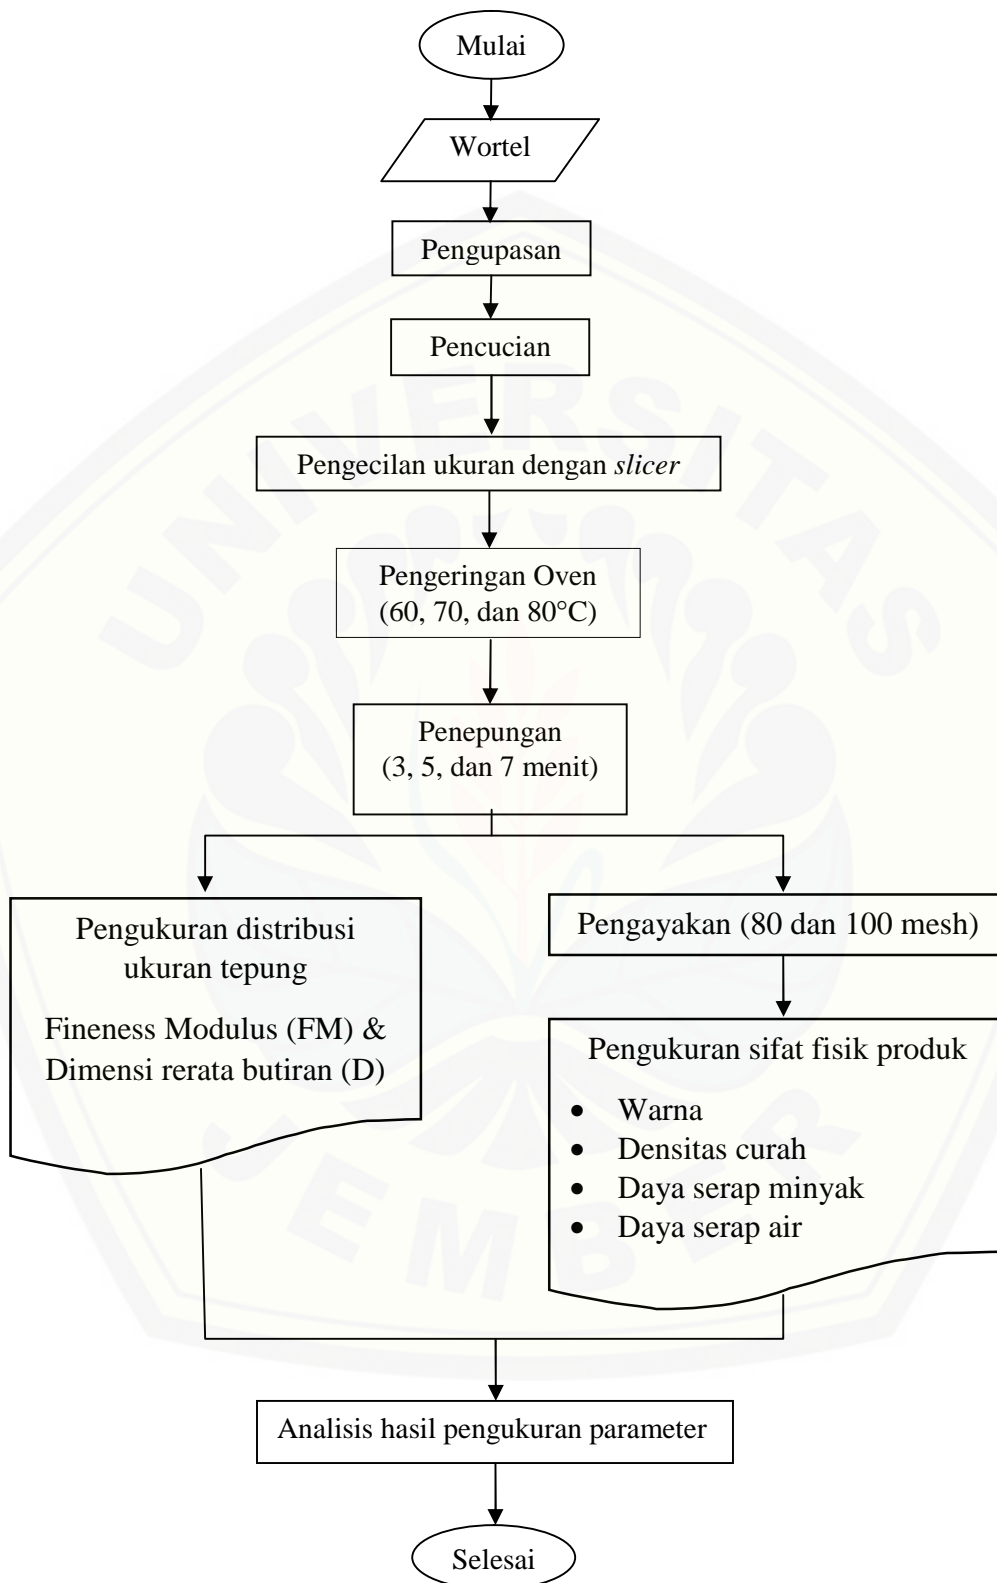 Mulai
Wortel
Pengupasan
Pencucian
Pengecilan ukuran dengan slicer
Pengeringan Oven
(60, 70, dan 80°C)
Penepungan
(3, 5, dan 7 menit)
Pengukuran distribusi
ukuran tepung
Fineness Modulus (FM) &
Dimensi rerata butiran (D)
Pengayakan (80 dan 100 mesh)
Pengukuran sifat fisik produk
• Warna
• Densitas curah
• Daya serap minyak
• Daya serap air
Analisis hasil pengukuran parameter
Selesai
UNIVERSITAS
JEMBER